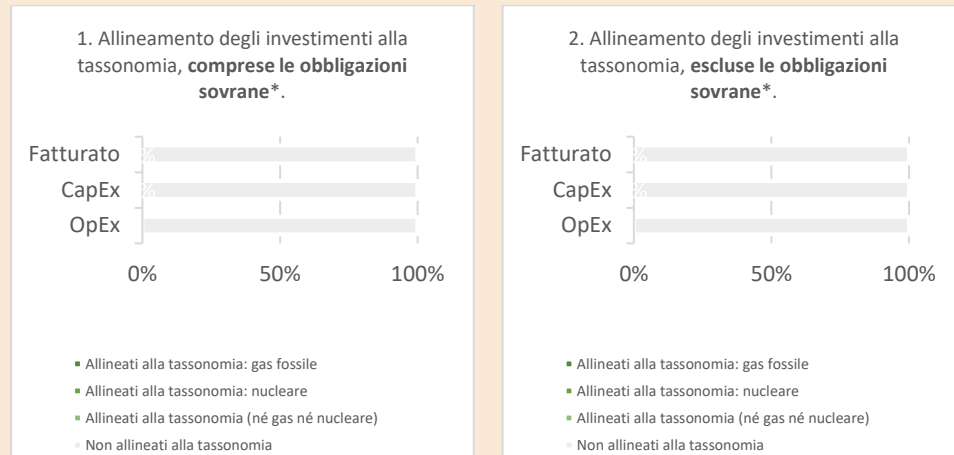 1. Allineamento degli investimenti alla
tassonomia, comprese le obbligazioni
sovrane*.
Fatturato
CapEx
OpEx
0% 50% 100%
Allineati alla tassonomia: gas fossile
Allineati alla tassonomia: nucleare
Allineati alla tassonomia (né gas né nucleare)
Non allineati alla tassonomia
2. Allineamento degli investimenti alla
tassonomia, escluse le obbligazioni
sovrane*.
Fatturato
CapEx
OpEx
0% 50% 100%
Allineati alla tassonomia: gas fossile
Allineati alla tassonomia: nucleare
Allineati alla tassonomia (né gas né nucleare)
Non allineati alla tassonomia